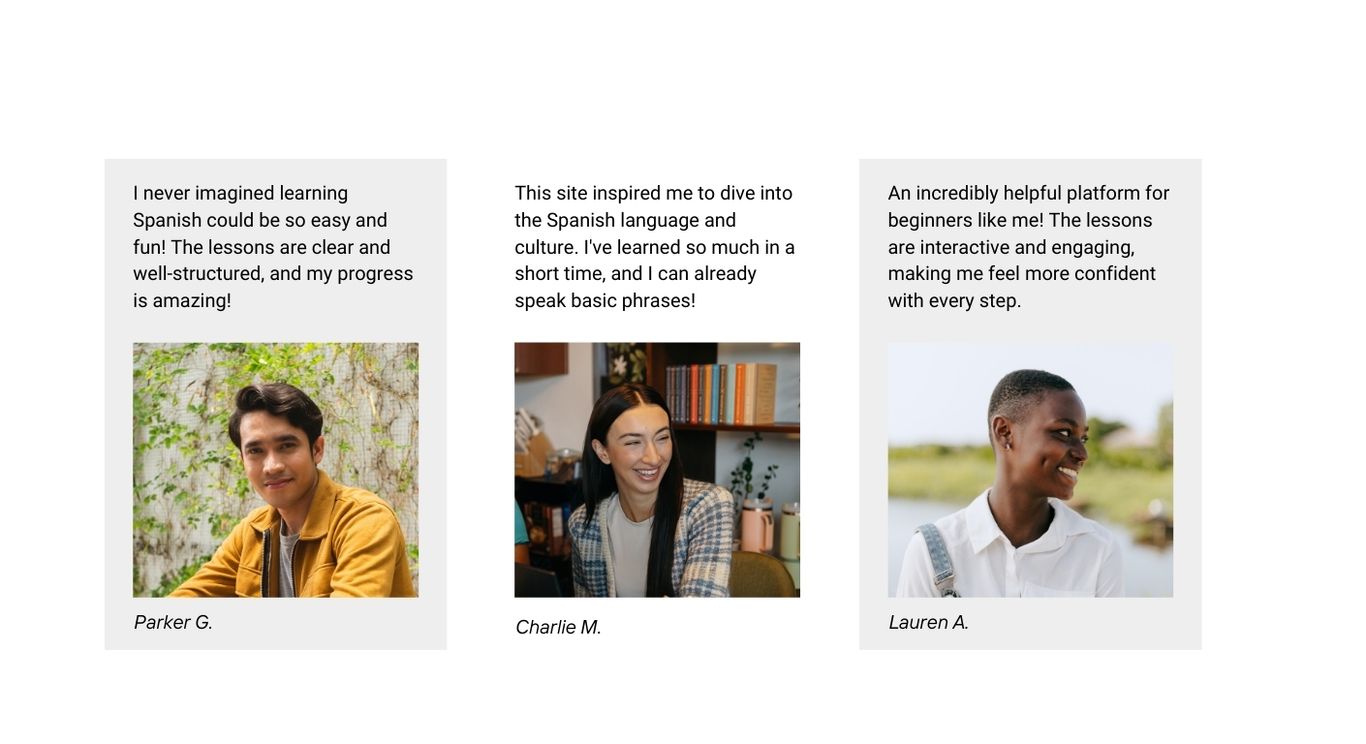 I never imagined learning
Spanish could be so easy and
fun! The lessons are clear and
well-structured, and my progress
is amazing!
Parker G.
This site inspired me to dive into
the Spanish language and
culture. I've learned so much in a
short time, and I can already
speak basic phrases!
Charlie M.
An incredibly helpful platform for
beginners like me! The lessons
are interactive and engaging,
making me feel more confident
with every step.
Lauren A.